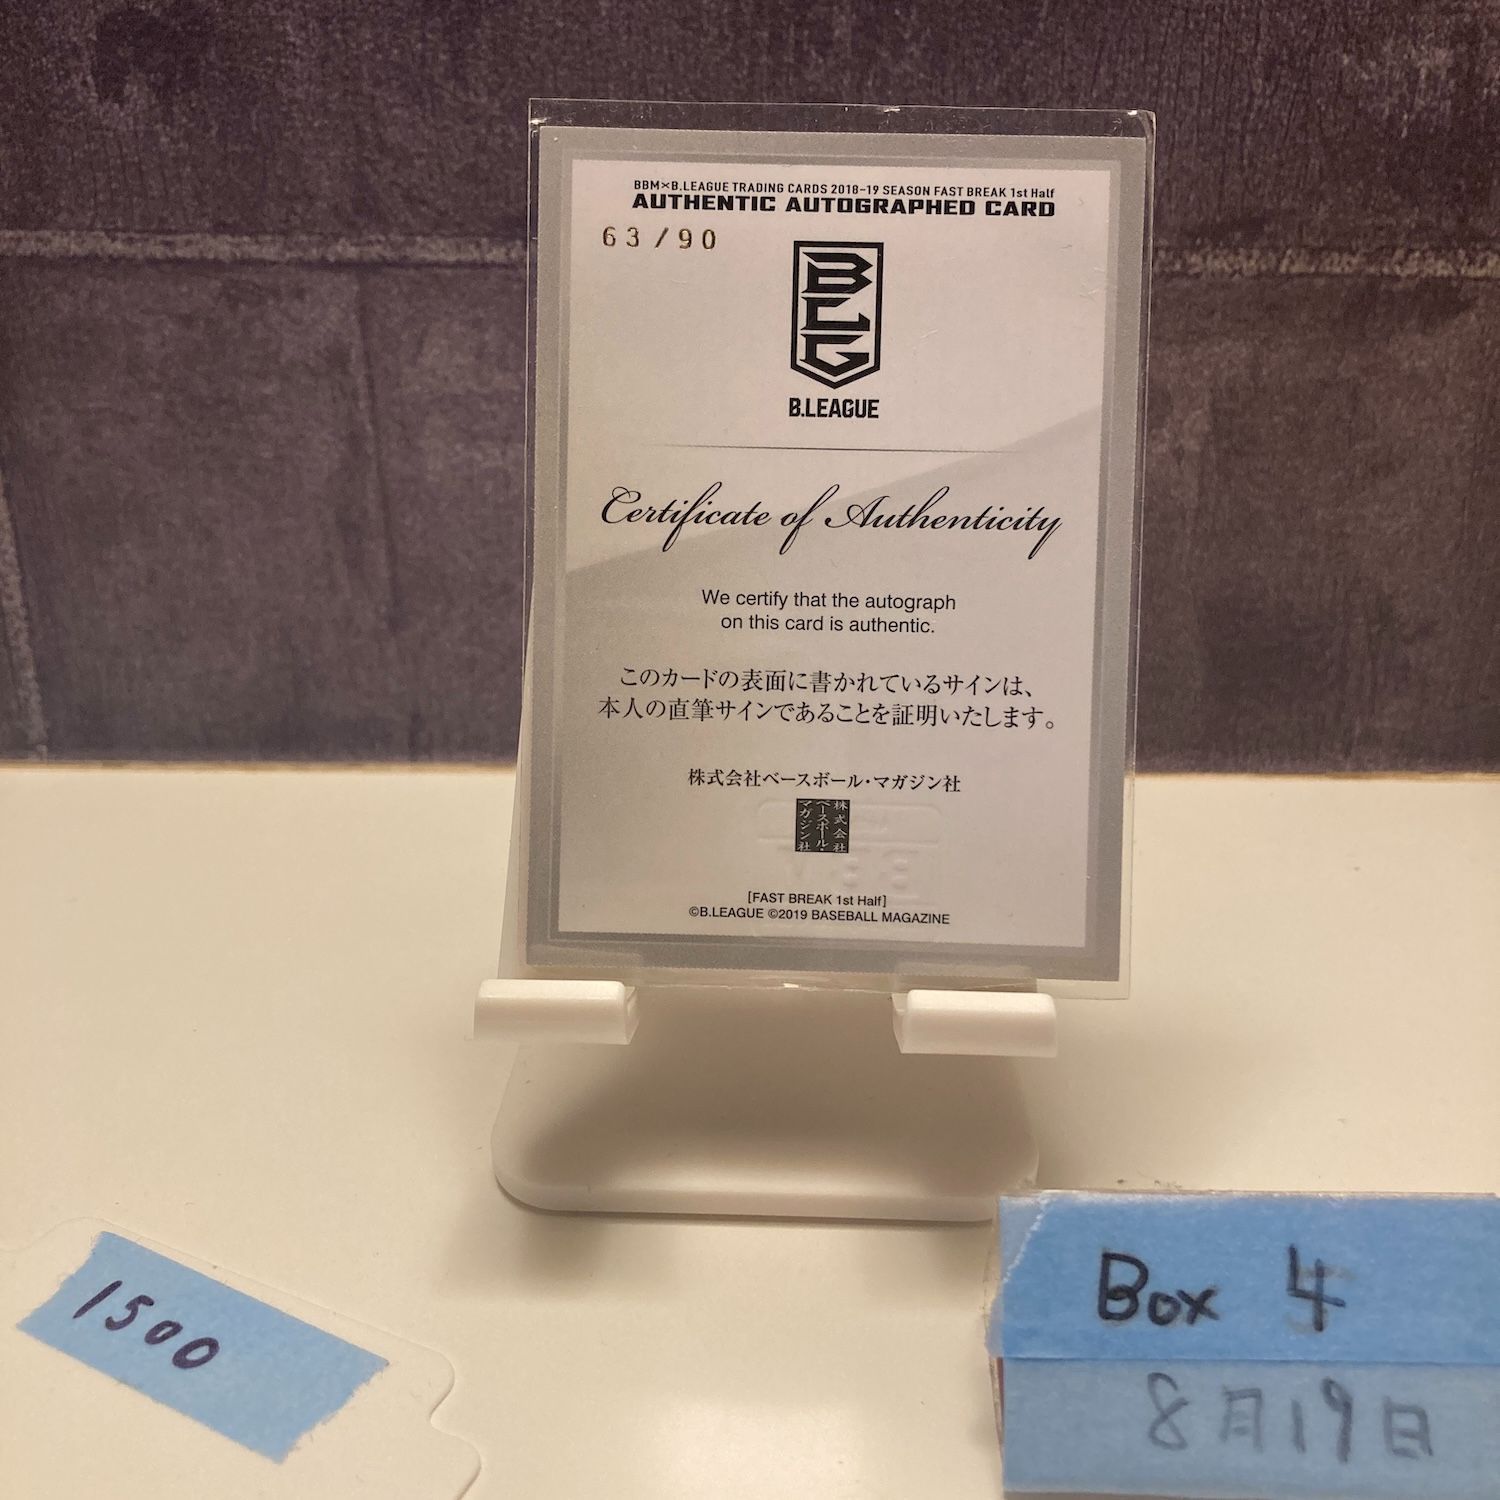 BBM×B.LEAGUE TRADING CARDS 2018-19 SEASON FAST BREAK 1st Half
AUTHENTIC AUTOGRAPHED CARD
63/90
BLG
B.LEAGUE
Certificate of Authenticity
We certify that the autograph
on this card is authentic.
このカードの表面に書かれているサインは、
本人の直筆サインであることを証明いたします。
株式会社ベースボール・マガジン社
株式会社
ベースボール・
マガジン社
[FAST BREAK 1st Half]
©B.LEAGUE ©2019 BASEBALL MAGAZINE
1500
Box 4
8月19日